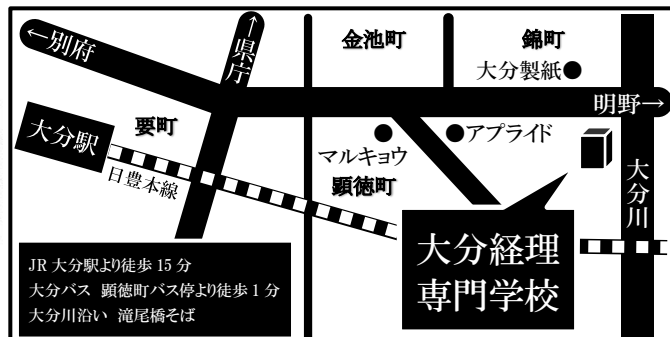 ←別府
→県庁
金池町
錦町
大分製紙●
明野→
大分駅
要町
●アプライド
マルキョウ
日豊本線
顕徳町
大分川
大分経理
専門学校
JR 大分駅より徒歩 15 分
大分バス 顕徳町バス停より徒歩 1 分
大分川沿い 滝尾橋そば